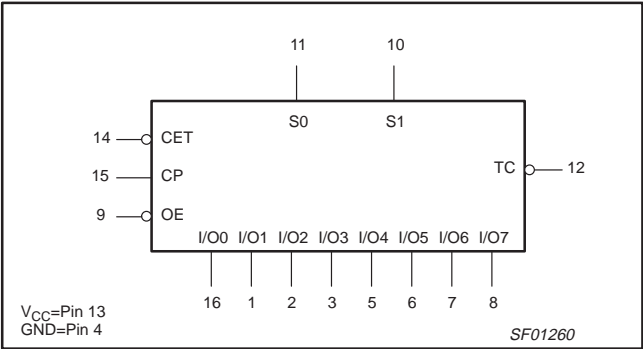 11 10
S0 S1
14 CET
15 CP
TC 12
9 OE
I/O0 I/O1 I/O2 I/O3 I/O4 I/O5 I/O6 I/O7
16 1 2 3 5 6 7 8
VCC=Pin 13
GND=Pin 4
SF01260